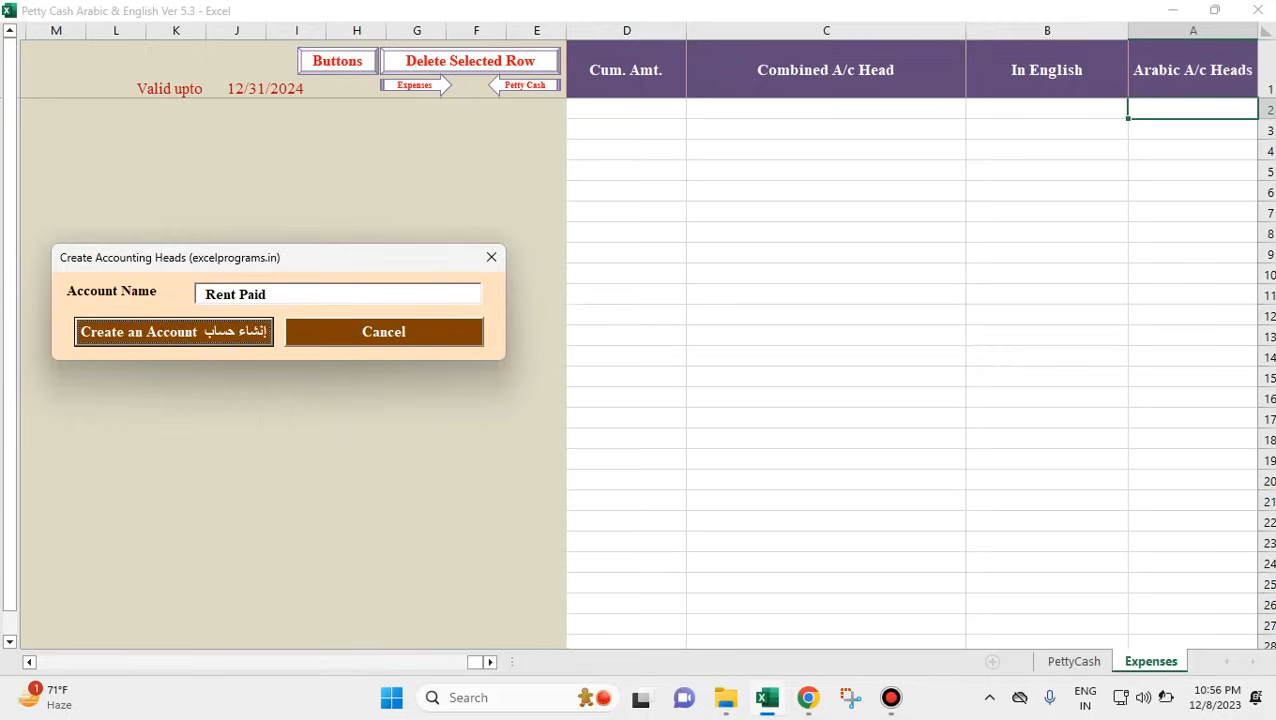 Petty Cash Arabic & English Ver 5.3 - Excel
M L K J I H G F E D C B A
Buttons
Delete Selected Row
Valid upto 12/31/2024
Expenses
Petty Cash
Cum. Amt.
Combined A/c Head
In English
Arabic A/c Heads
1
2
3
4
5
6
7
8
9
10
11
12
13
14
15
16
17
18
19
20
21
22
23
24
25
26
27
28
Create Accounting Heads (excelprograms.in)
Account Name
Rent Paid
Create an Account إنشاء حساب
Cancel
PettyCash
Expenses
1
71°F
Haze
Search
ENG
IN
10:56 PM
12/8/2023